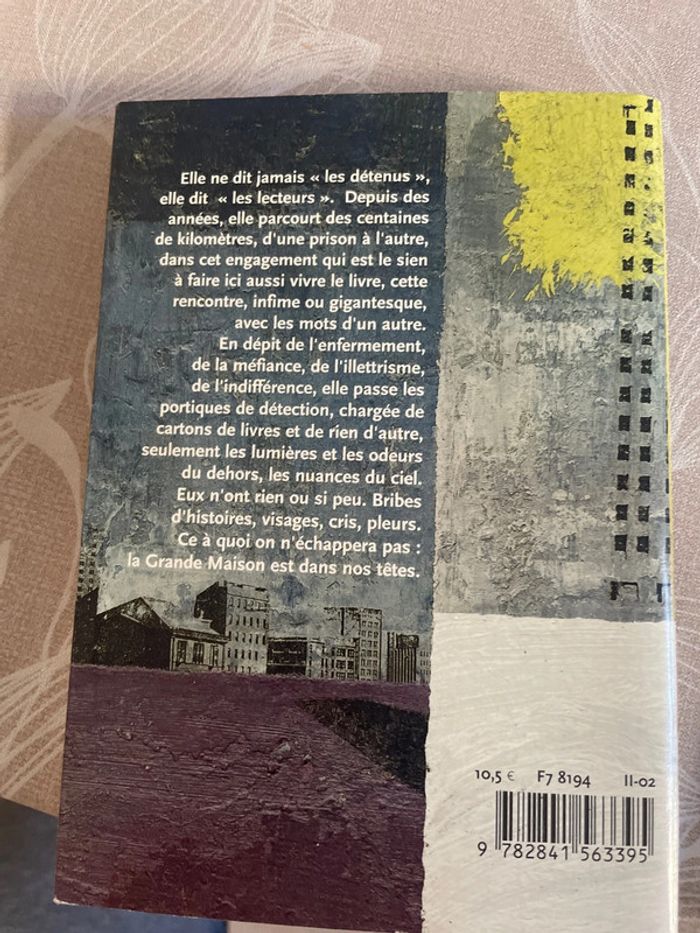 Elle ne dit jamais « les détenus »,
elle dit « les lecteurs ». Depuis des
années, elle parcourt des centaines
de kilomètres, d'une prison à l'autre,
dans cet engagement qui est le sien
à faire ici aussi vivre le livre, cette
rencontre, infime ou gigantesque,
avec les mots d'un autre.
En dépit de l'enfermement,
de la méfiance, de l'illettrisme,
de l'indifférence, elle passe les
portiques de détection, chargée de
cartons de livres et de rien d'autre,
seulement les lumières et les odeurs
du dehors, les nuances du ciel.
Eux n'ont rien ou si peu. Bribes
d'histoires, visages, cris, pleurs.
Ce à quoi on n'échappera pas :
la Grande Maison est dans nos têtes.
10,5 € F7 8194 II-02
9 782841 563395